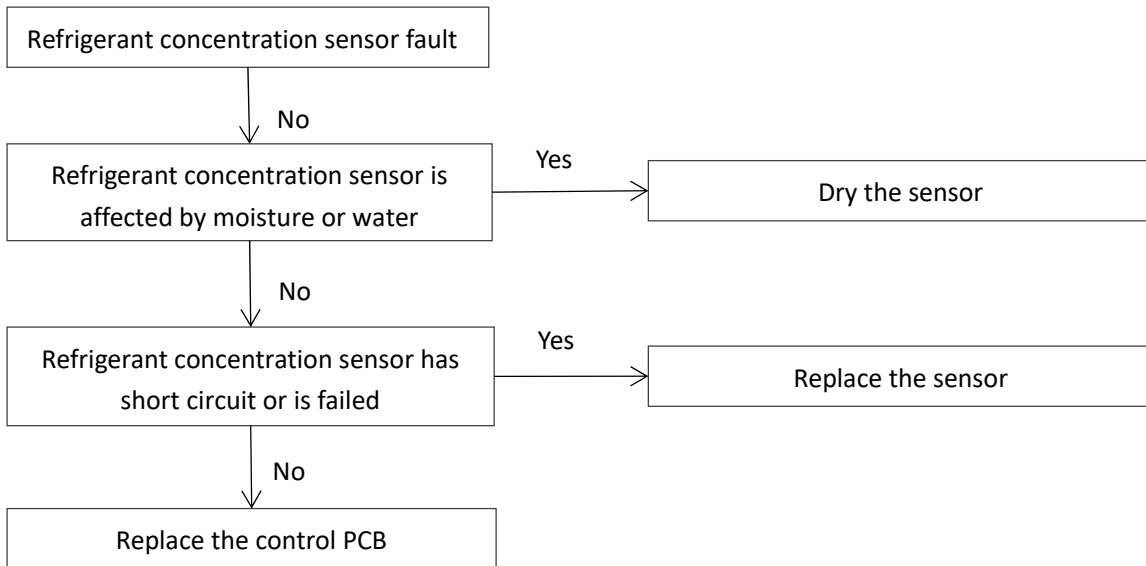 Refrigerant concentration sensor fault
No
Refrigerant concentration sensor is
affected by moisture or water
Yes
Dry the sensor
No
Refrigerant concentration sensor has
short circuit or is failed
Yes
Replace the sensor
No
Replace the control PCB